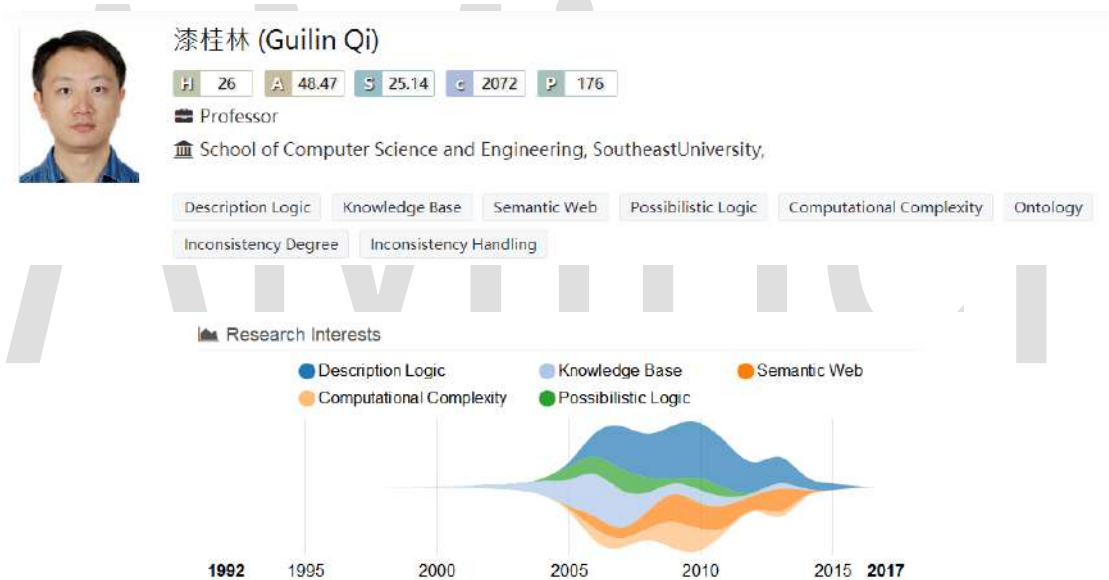 漆桂林 (Guilin Qi)
H 26 A 48.47 S 25.14 c 2072 P 176
Professor
School of Computer Science and Engineering, SoutheastUniversity,
Description Logic Knowledge Base Semantic Web Possibilistic Logic Computational Complexity Ontology
Inconsistency Degree Inconsistency Handling
Research Interests
Description Logic Knowledge Base Semantic Web
Computational Complexity Possibilistic Logic
1992 1995 2000 2005 2010 2015 2017